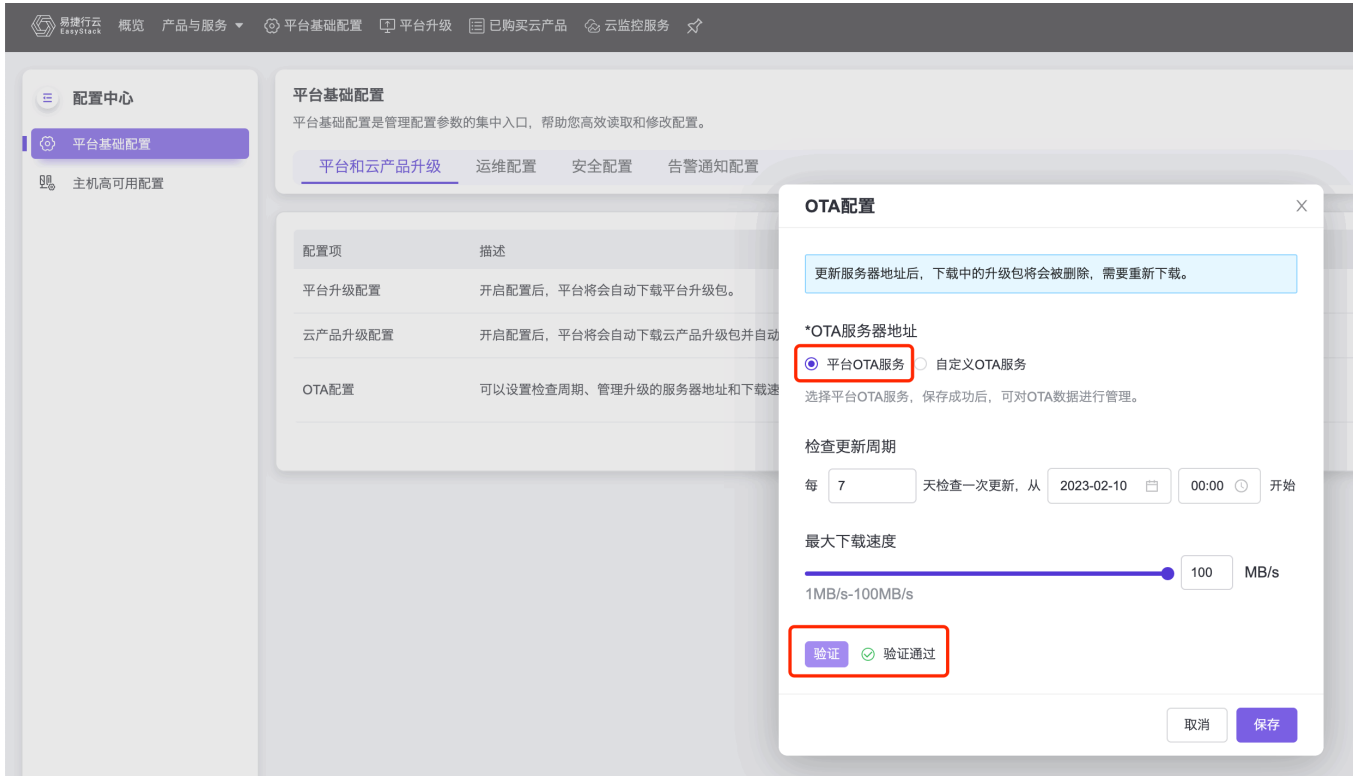 易捷行云 EasyStack 概览 产品与服务 平台基础配置 平台升级 已购买云产品 云监控服务
配置中心
平台基础配置
主机高可用配置
平台基础配置
平台基础配置是管理配置参数的集中入口，帮助您高效读取和修改配置。
平台和云产品升级 运维配置 安全配置 告警通知配置
配置项 描述
平台升级配置 开启配置后，平台将会自动下载平台升级包。
云产品升级配置 开启配置后，平台将会自动下载云产品升级包并自动
OTA配置 可以设置检查周期、管理升级的服务器地址和下载速
OTA配置
更新服务器地址后，下载中的升级包将会被删除，需要重新下载。
*OTA服务器地址
平台OTA服务 自定义OTA服务
选择平台OTA服务，保存成功后，可对OTA数据进行管理。
检查更新周期
每 7 天检查一次更新，从 2023-02-10 00:00 开始
最大下载速度
100 MB/s
1MB/s-100MB/s
验证 验证通过
取消 保存